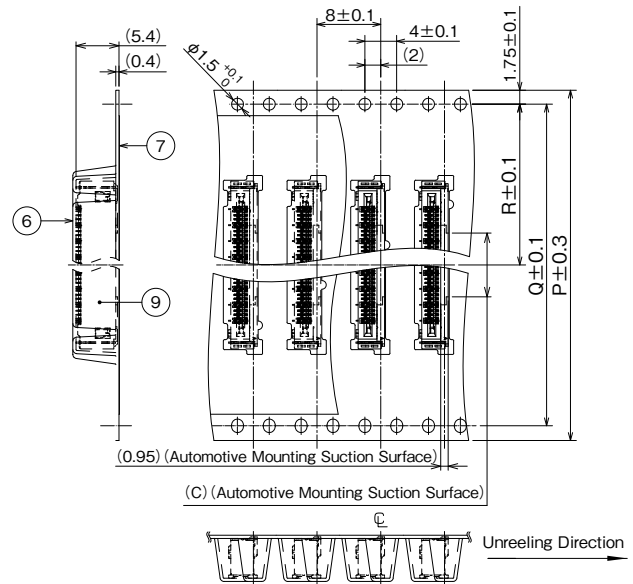 (5.4)
(0.4)
8±0.1
4±0.1
(2)
φ1.5 +0.1 0
1.75±0.1
7
6
9
R±0.1
Q±0.1
P±0.3
(0.95) (Automotive Mounting Suction Surface)
(C) (Automotive Mounting Suction Surface)
℄
Unreeling Direction